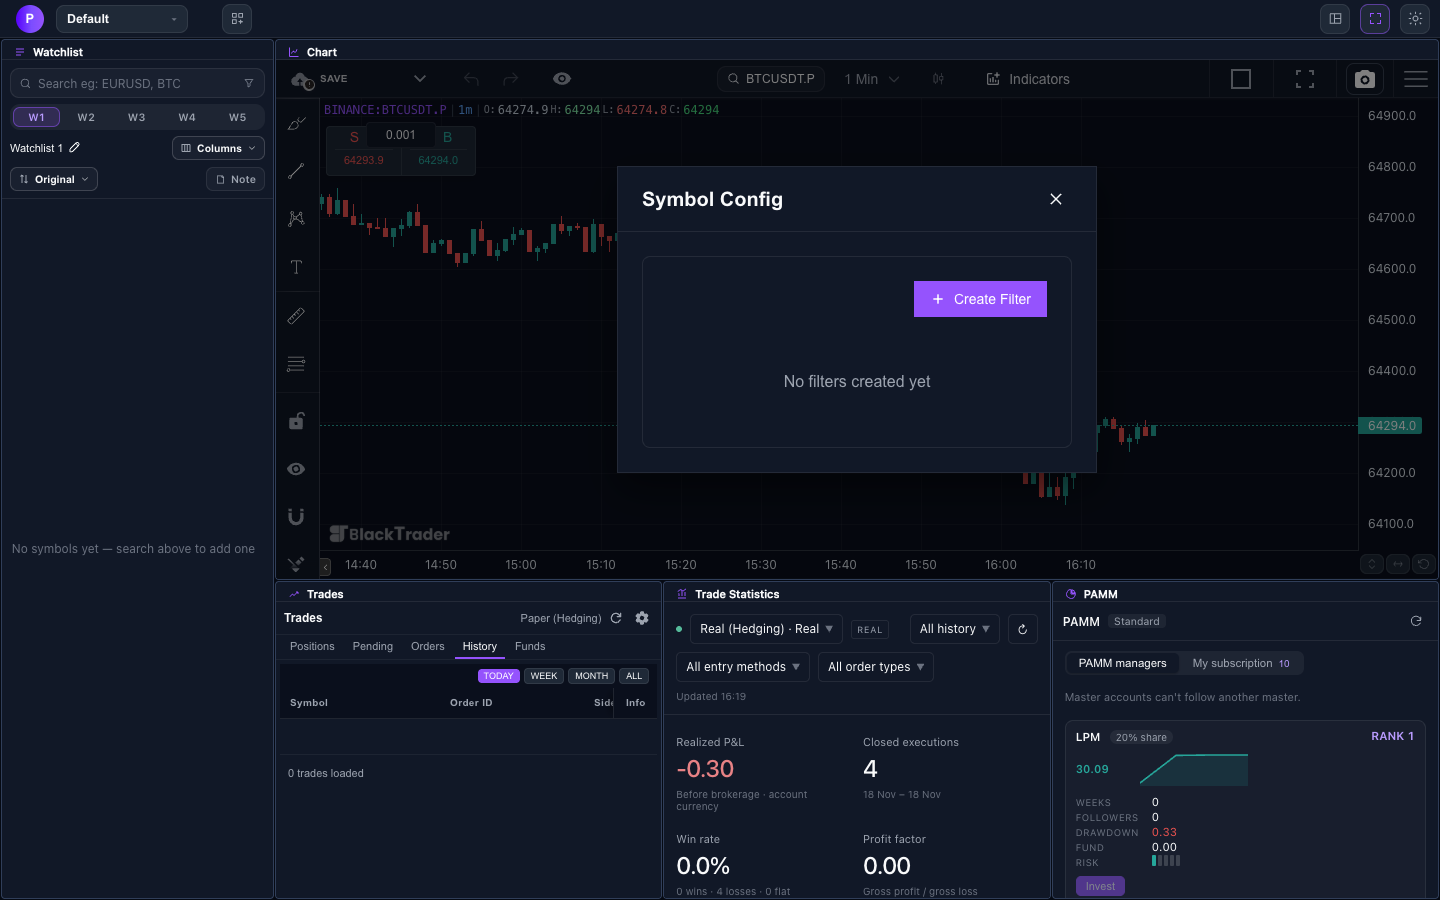 P
Default
Watchlist
Search eg: EURUSD, BTC
W1 W2 W3 W4 W5
Watchlist 1
Columns
Original
Note
No symbols yet — search above to add one
Chart
SAVE
BTCUSDT.P
1 Min
Indicators
BINANCE:BTCUSDT.P 1m O:64274.9 H:64294 L:64274.8 C:64294
S 0.001 B
64293.9 64294.0
64900.0
64800.0
64700.0
64600.0
64500.0
64400.0
64294.0
64200.0
64100.0
Symbol Config
Create Filter
No filters created yet
BlackTrader
14:40 14:50 15:00 15:10 15:20 15:30 15:40 15:50 16:00 16:10
Trades
Trades
Paper (Hedging)
Positions Pending Orders History Funds
TODAY WEEK MONTH ALL
Symbol Order ID Side Info
0 trades loaded
Trade Statistics
Real (Hedging) · Real
REAL
All history
All entry methods
All order types
Updated 16:19
Realized P&L
-0.30
Before brokerage · account
currency
Closed executions
4
18 Nov – 18 Nov
Win rate
0.0%
0 wins · 4 losses · 0 flat
Profit factor
0.00
Gross profit / gross loss
PAMM
PAMM Standard
PAMM managers
My subscription 10
Master accounts can't follow another master.
LPM 20% share RANK 1
30.09
WEEKS 0
FOLLOWERS 0
DRAWDOWN 0.33
FUND 0.00
RISK
Invest